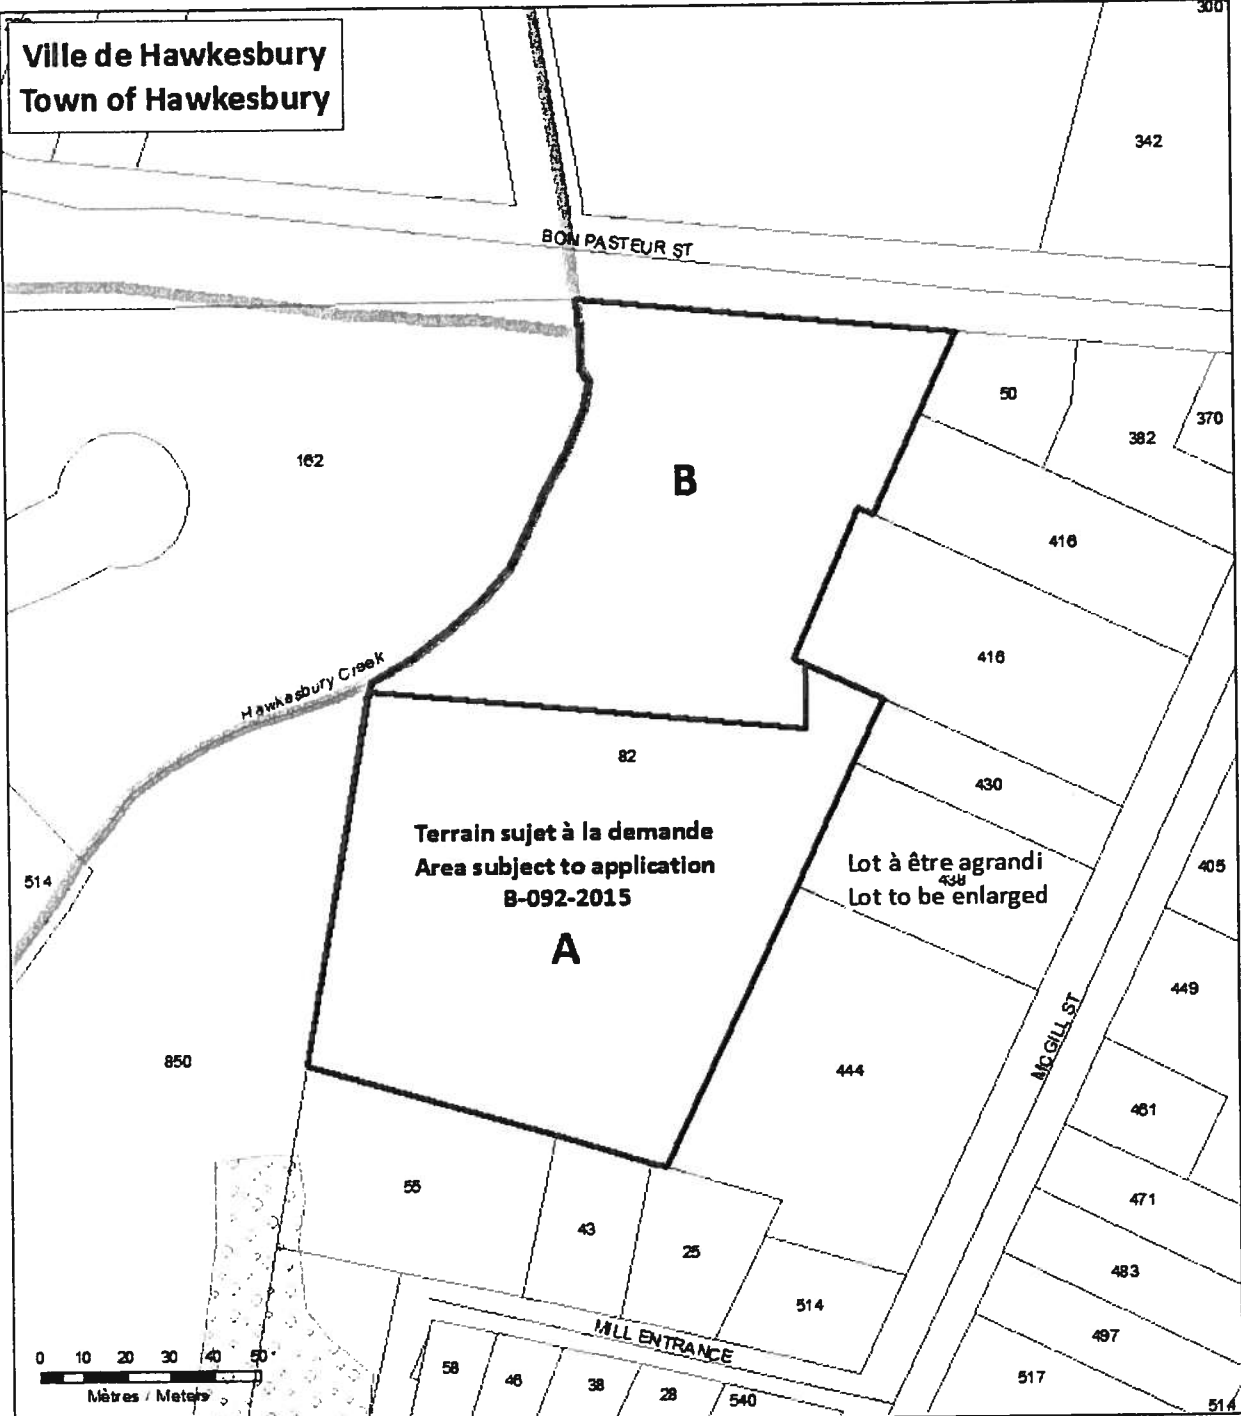 Ville de Hawkesbury
Town of Hawkesbury
300
342
BON PASTEUR ST
50
382
370
162
B
416
416
Hawkesbury Creek
82
430
Terrain sujet à la demande
Area subject to application
B-092-2015
A
Lot à être agrandi
438
Lot to be enlarged
405
514
449
MCGILL ST
850
444
461
55
43
25
471
483
514
497
MILL ENTRANCE
517
514
0 10 20 30 40 50
Mètres / Meters
58
46
38
28
540